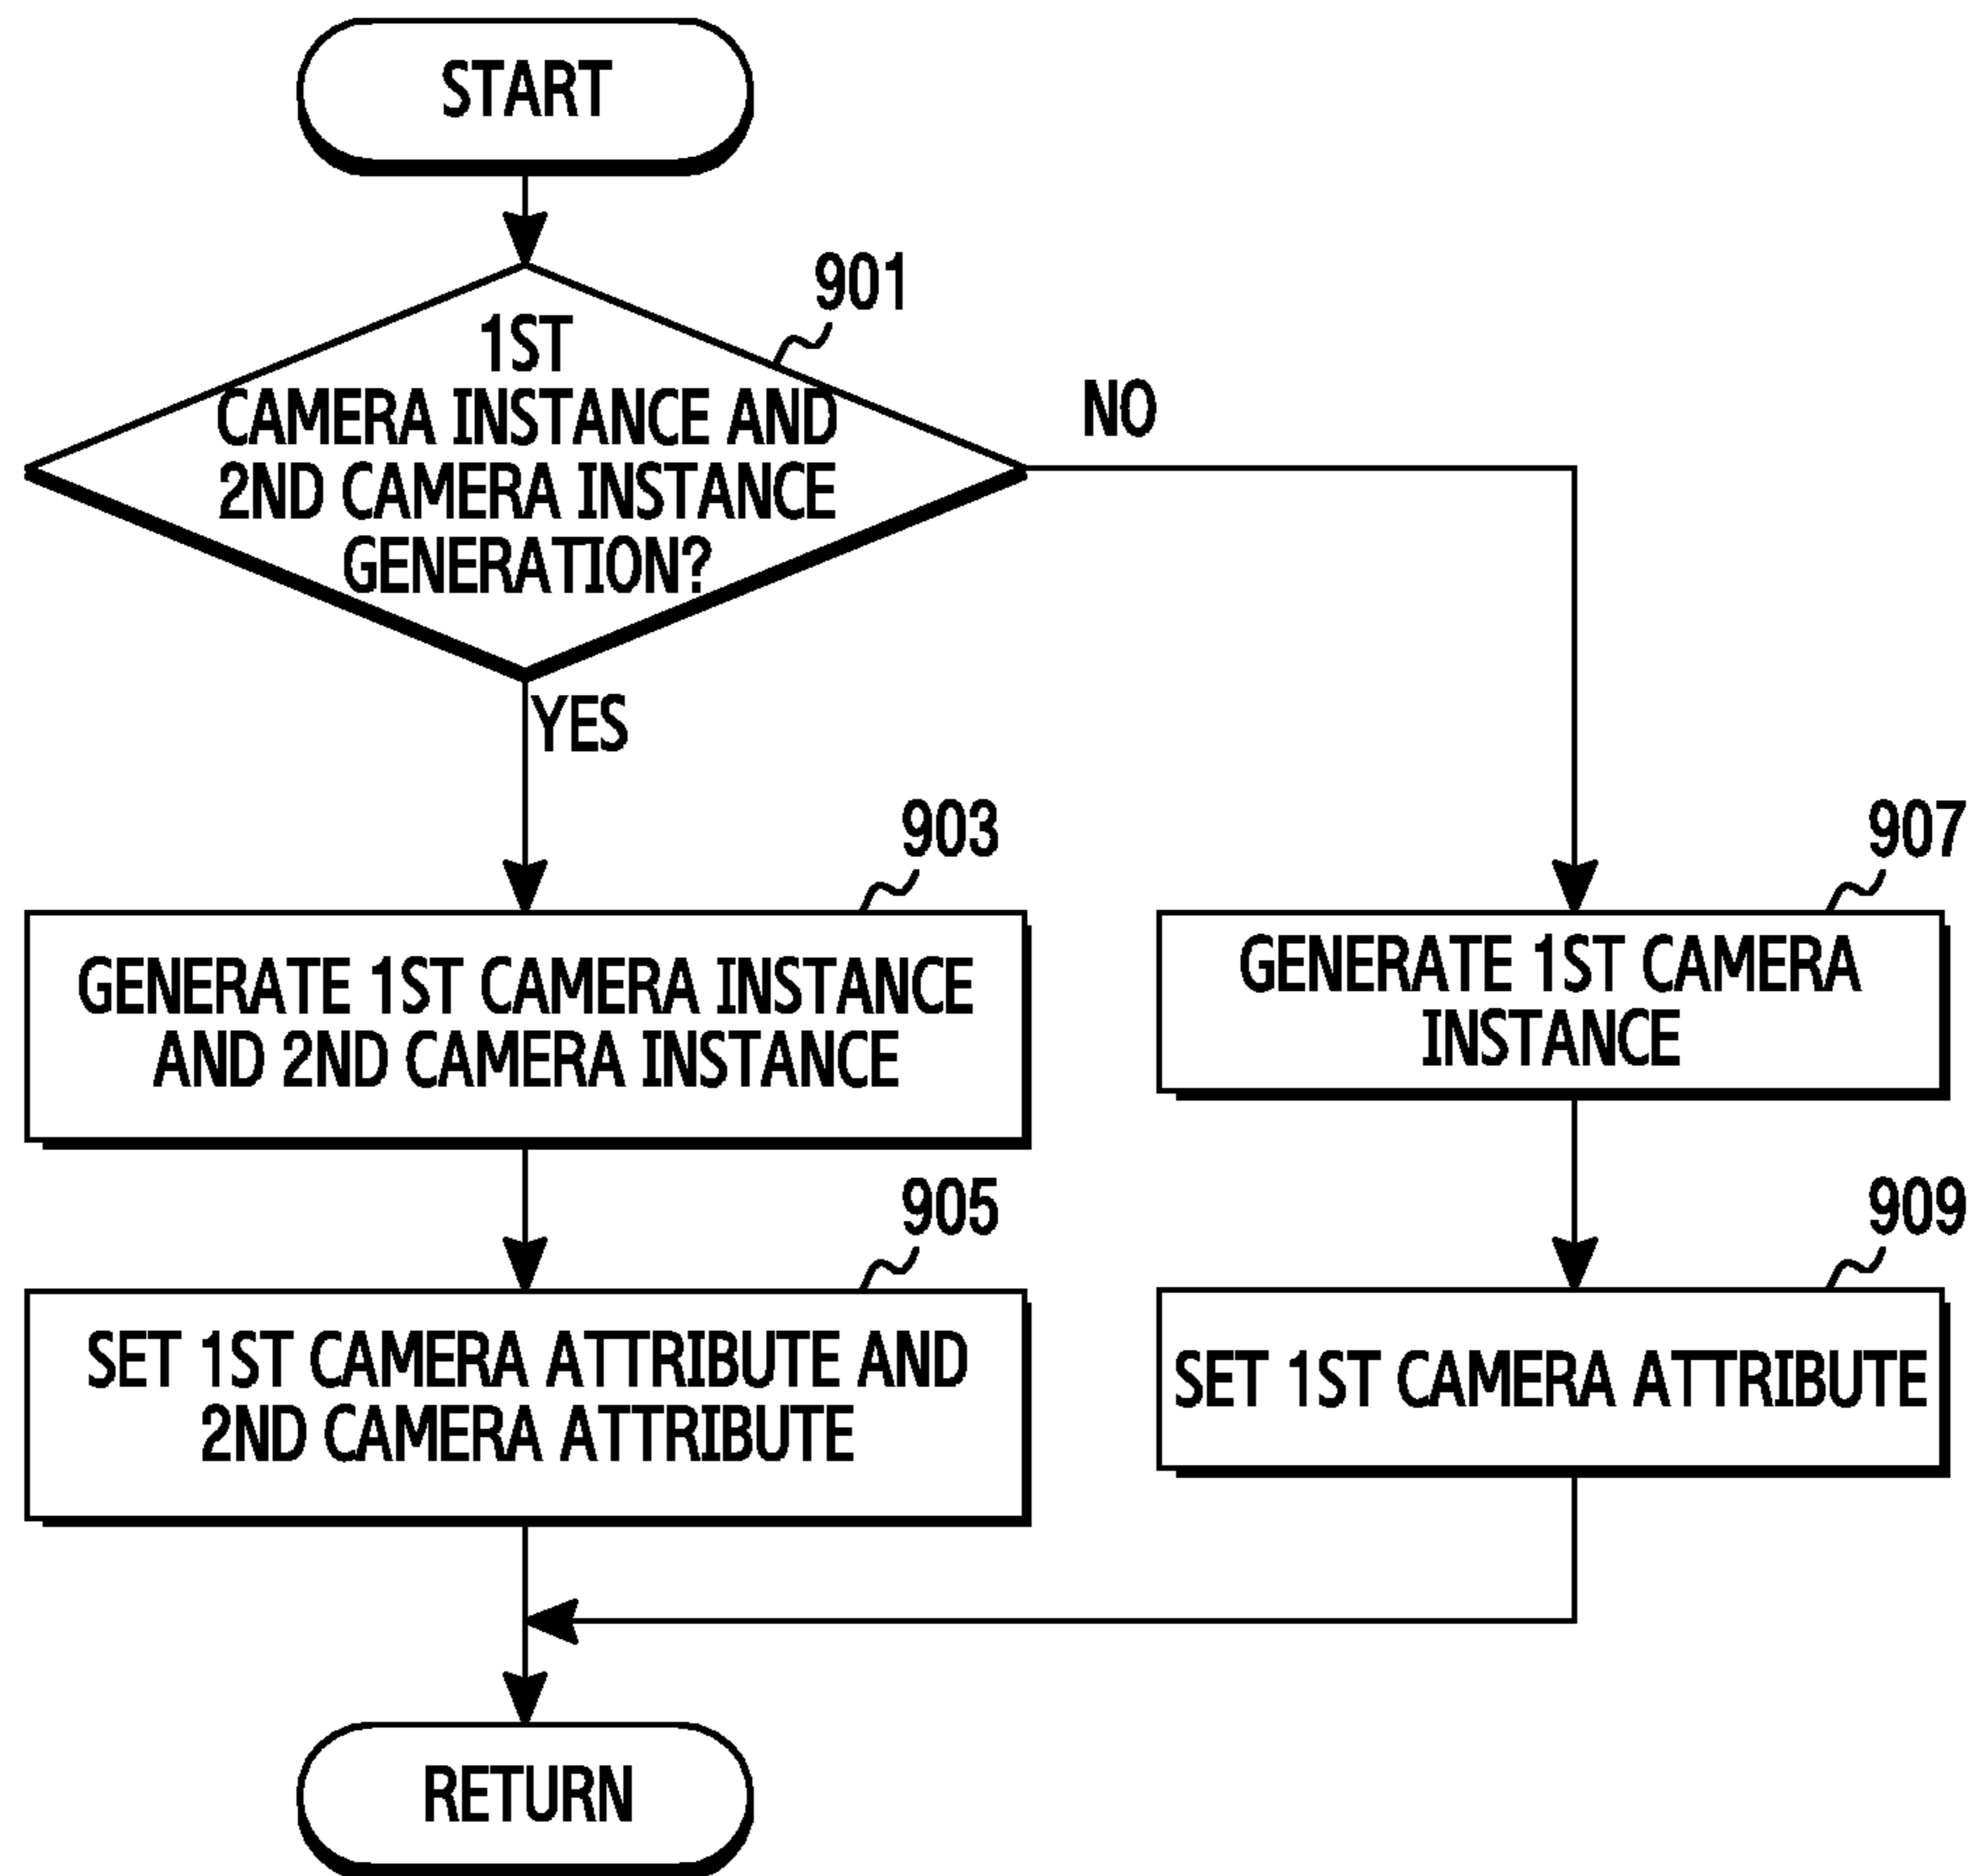 START
901
1ST
CAMERA INSTANCE AND
2ND CAMERA INSTANCE
GENERATION?
NO
YES
903
GENERATE 1ST CAMERA INSTANCE
AND 2ND CAMERA INSTANCE
907
GENERATE 1ST CAMERA
INSTANCE
905
SET 1ST CAMERA ATTRIBUTE AND
2ND CAMERA ATTRIBUTE
909
SET 1ST CAMERA ATTRIBUTE
RETURN